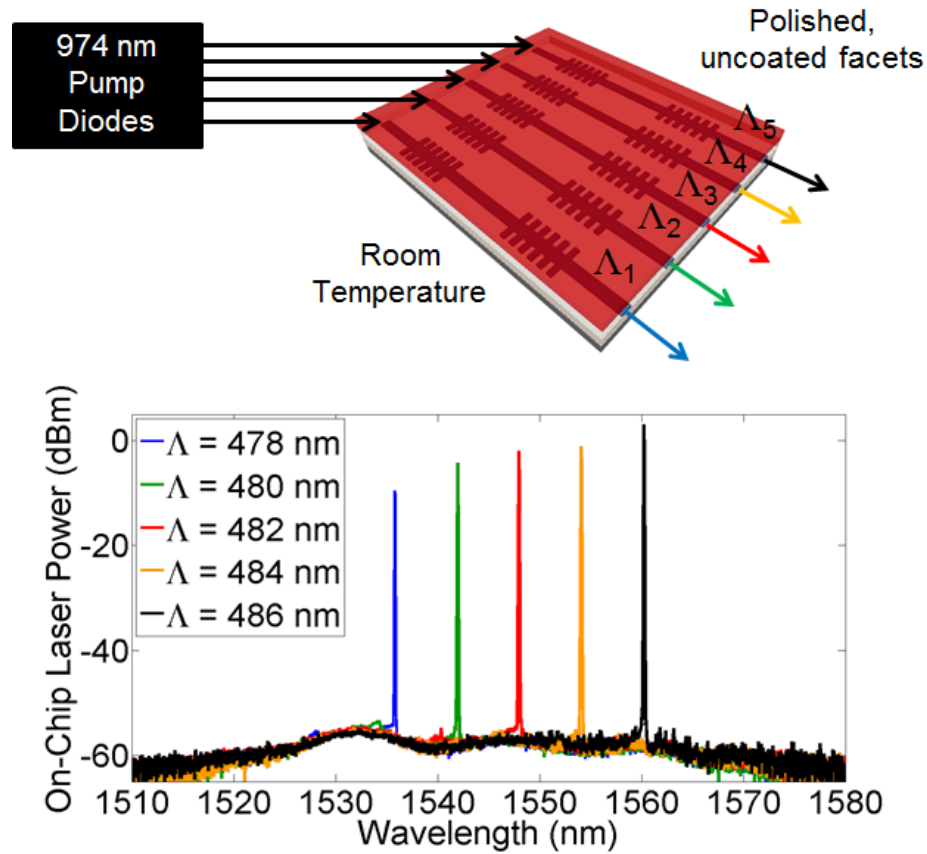 974 nm
Pump
Diodes
Polished,
uncoated facets
Λ5
Λ4
Λ3
Λ2
Λ1
Room
Temperature
On-Chip Laser Power (dBm)
0
-20
-40
-60
Λ = 478 nm
Λ = 480 nm
Λ = 482 nm
Λ = 484 nm
Λ = 486 nm
1510 1520 1530 1540 1550 1560 1570 1580
Wavelength (nm)